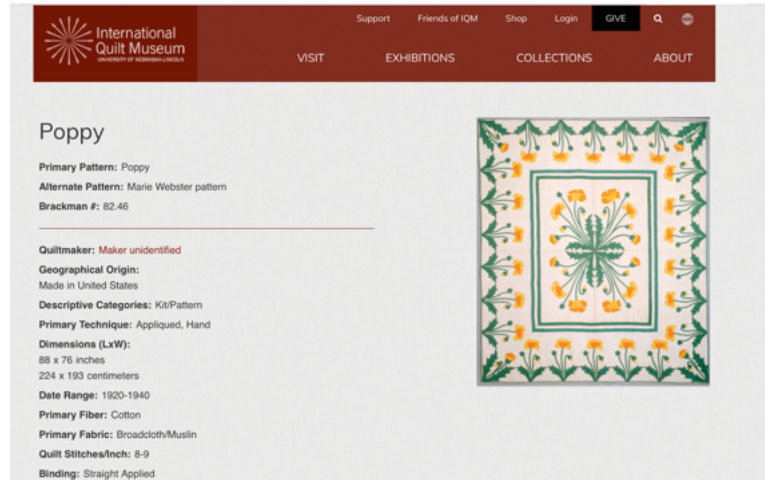 International
Quilt Museum
UNIVERSITY OF NEBRASKA-LINCOLN
Support Friends of IQM Shop Login GIVE
VISIT EXHIBITIONS COLLECTIONS ABOUT
Poppy
Primary Pattern: Poppy
Alternate Pattern: Marie Webster pattern
Brackman #: 82.46
Quiltmaker: Maker unidentified
Geographical Origin:
Made in United States
Descriptive Categories: Kit/Pattern
Primary Technique: Appliqued, Hand
Dimensions (LxW):
88 x 76 inches
224 x 193 centimeters
Date Range: 1920-1940
Primary Fiber: Cotton
Primary Fabric: Broadcloth/Muslin
Quilt Stitches/Inch: 8-9
Binding: Straight Applied